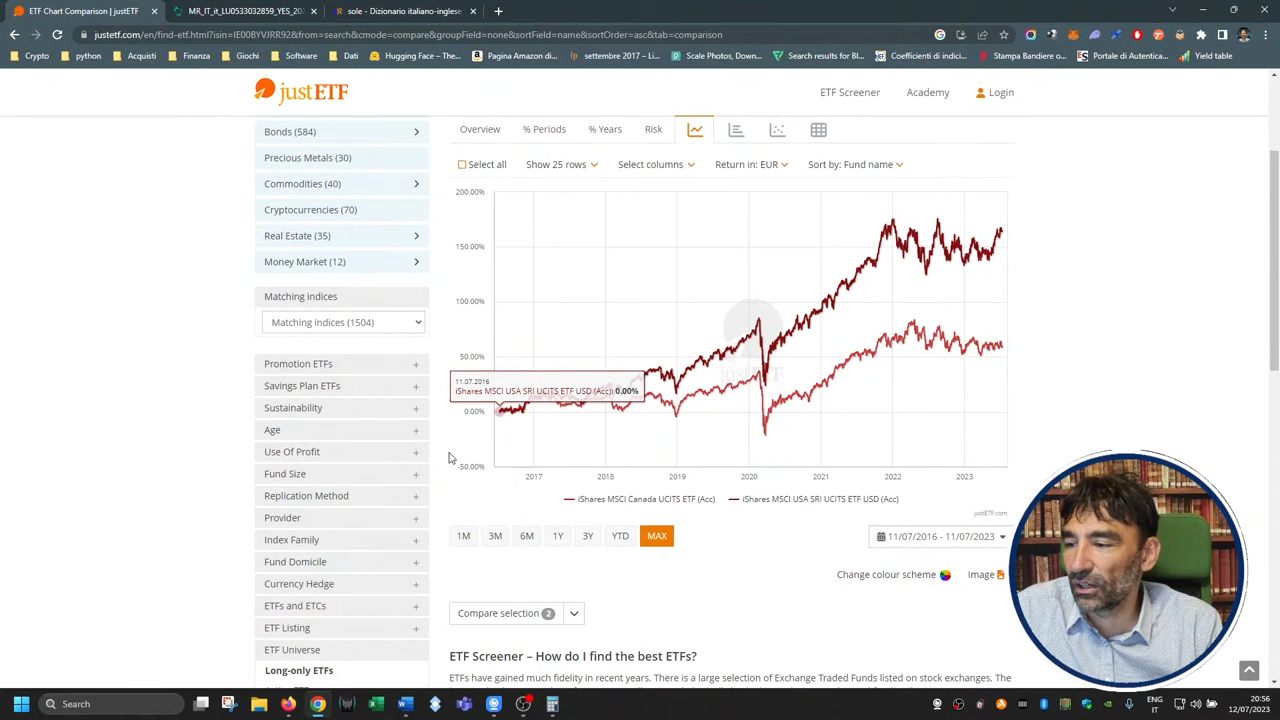 ETF Chart Comparison | justETF
MR_IT_it_LU0533032859_YES_202
sole - Dizionario italiano-ingles
justetf.com/en/find-etf.html?isin=IE00BYVJRR92&from=search&cmode=compare&groupField=none&sortField=name&sortOrder=asc&tab=comparison
Crypto
python
Acquisti
Finanza
Giochi
Software
Dati
Hugging Face – The...
Pagina Amazon di...
settembre 2017 -...
Scale Photos, Down...
Search results for Bl...
Coefficienti di indici...
Stampa Bandiere on...
Portale di Autentica...
Yield table
justETF
ETF Screener
Academy
Login
Bonds (584)
Precious Metals (30)
Commodities (40)
Cryptocurrencies (70)
Real Estate (35)
Money Market (12)
Matching indices
Matching indices (1504)
Promotion ETFs
Savings Plan ETFs
Sustainability
Age
Use Of Profit
Fund Size
Replication Method
Provider
Index Family
Fund Domicile
Currency Hedge
ETFs and ETCs
ETF Listing
ETF Universe
Long-only ETFs
Overview
% Periods
% Years
Risk
Select all
Show 25 rows
Select columns
Return in: EUR
Sort by: Fund name
200.00%
150.00%
100.00%
50.00%
0.00%
-50.00%
11.07.2016
iShares MSCI USA SRI UCITS ETF USD (Acc): 0.00%
justETF
2017
2018
2019
2020
2021
2022
2023
iShares MSCI Canada UCITS ETF (Acc)
iShares MSCI USA SRI UCITS ETF USD (Acc)
justETF.com
1M
3M
6M
1Y
3Y
YTD
MAX
11/07/2016 - 11/07/2023
Change colour scheme
Image
Compare selection 2
ETF Screener – How do I find the best ETFs?
ETFs have gained much fidelity in recent years. There is a large selection of Exchange Traded Funds listed on stock exchanges. The
Search
ENG
IT
20:56
12/07/2023